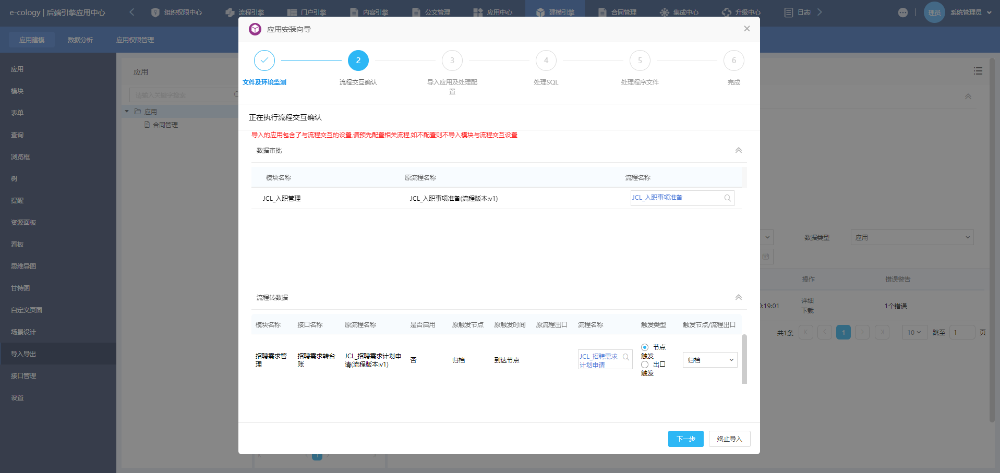 e-cology | 后端引擎应用中心
组织权限中心
流程引擎
门户引擎
内容引擎
公文管理
应用中心
建模引擎
合同管理
集成中心
升级中心
日志
理员
系统管理员
应用建模
数据分析
应用权限管理
应用
模块
表单
查询
浏览框
树
提醒
资源面板
看板
思维导图
甘特图
自定义页面
场景设计
导入导出
接口管理
设置
应用
请输入关键字搜索
应用
合同管理
应用安装向导
2
3
4
5
6
文件及环境监测
流程交互确认
导入应用及处理配
置
处理SQL
处理程序文件
完成
正在执行流程交互确认
导入的应用包含了与流程交互的设置,请预先配置相关流程,如不配置则不导入模块与流程交互设置
数据审批
模块名称
原流程名称
流程名称
JCL_入职管理
JCL_入职事项准备(流程版本:v1)
JCL_入职事项准备
流程转数据
模块名称
接口名称
原流程名称
是否启用
原触发节点
原触发时间
原流程出口
流程名称
触发类型
触发节点/流程出口
招聘需求管
理
招聘需求转台
账
JCL_招聘需求计划申
请(流程版本:v1)
否
归档
到达节点
JCL_招聘需求
计划申请
节点
触发
出口
触发
归档
下一步
终止导入
数据类型
应用
操作
错误警告
0:19:01
详细
下载
1个错误
共1条
1
10
跳至
1
页
1